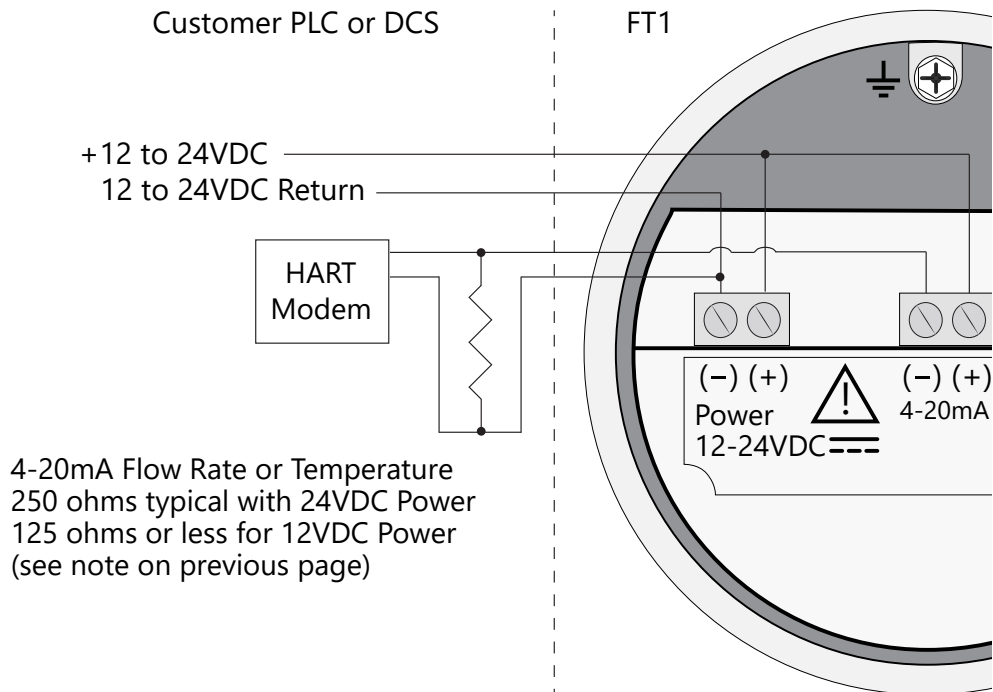 Customer PLC or DCS
FT1
+12 to 24VDC
12 to 24VDC Return
HART
Modem
(−) (+)
Power
12-24VDC
(−) (+)
4-20mA
4-20mA Flow Rate or Temperature
250 ohms typical with 24VDC Power
125 ohms or less for 12VDC Power
(see note on previous page)